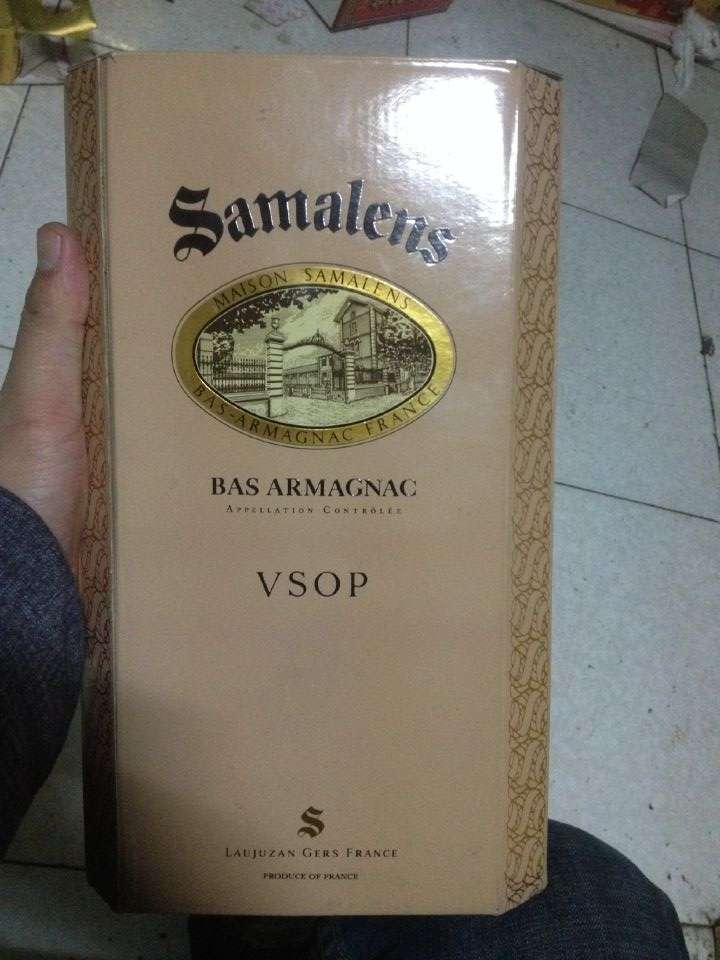 Samalens
MAISON SAMALENS
BAS-ARMAGNAC FRANCE
BAS ARMAGNAC
APPELLATION CONTRÔLÉE
VSOP
S
LAUJUZAN GERS FRANCE
PRODUCE OF FRANCE